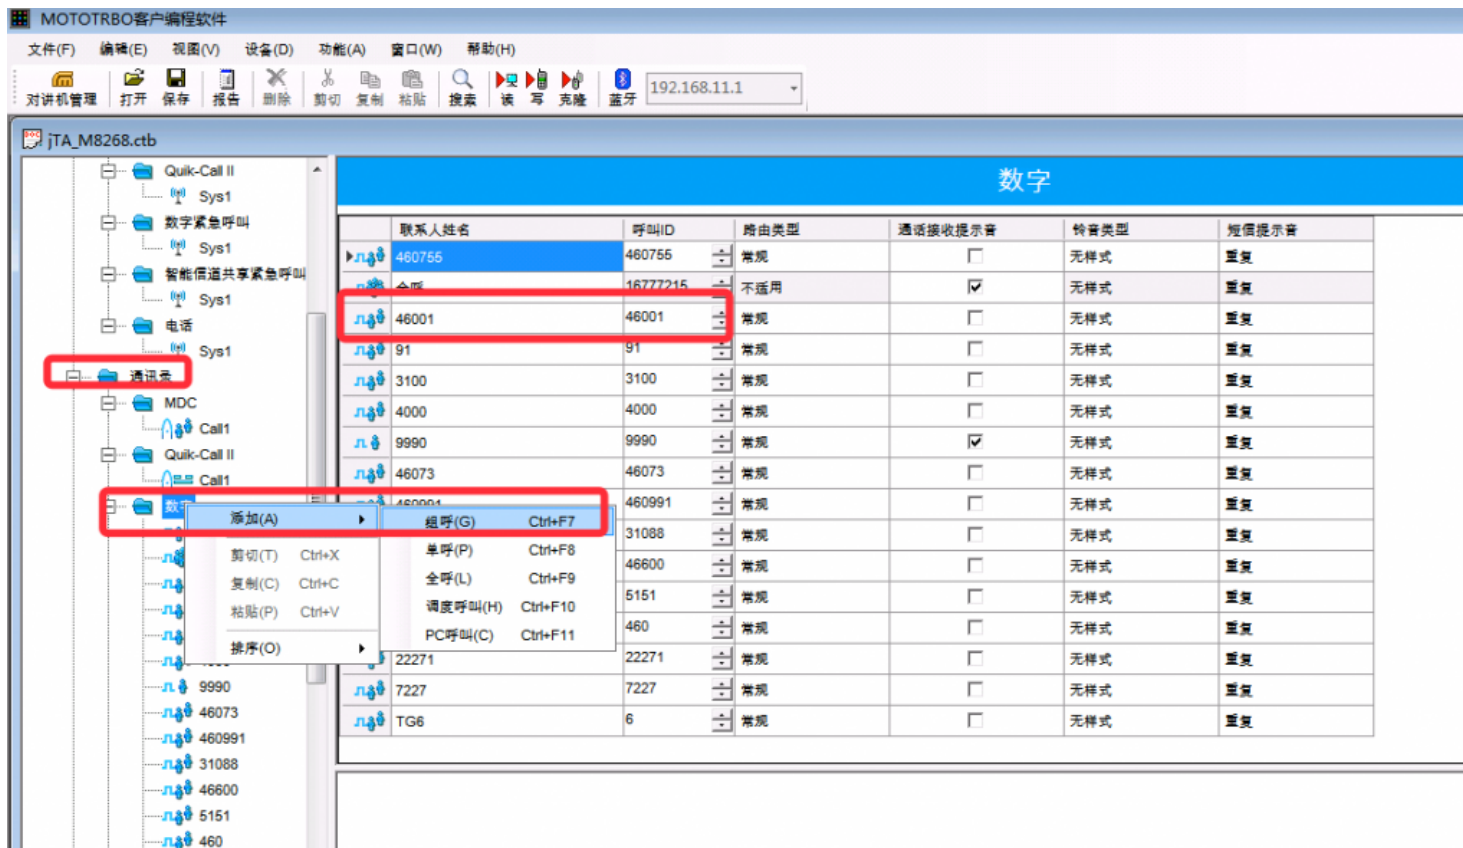 MOTOTRBO客户编程软件
文件(F) 编辑(E) 视图(V) 设备(D) 功能(A) 窗口(W) 帮助(H)
对讲机管理 打开 保存 报告 删除 剪切 复制 粘贴 搜索 读 写 克隆 蓝牙 192.168.11.1
jTA_M8268.ctb
Quik-Call II
Sys1
数字紧急呼叫
Sys1
智能信道共享紧急呼叫
Sys1
电话
Sys1
通讯录
MDC
Call1
Quik-Call II
Call1
数字
9990
46073
460991
31088
46600
5151
460
添加(A)
剪切(T) Ctrl+X
复制(C) Ctrl+C
粘贴(P) Ctrl+V
排序(O)
组呼(G) Ctrl+F7
单呼(P) Ctrl+F8
全呼(L) Ctrl+F9
调度呼叫(H) Ctrl+F10
PC呼叫(C) Ctrl+F11
数字
联系人姓名 呼叫ID 路由类型 通话接收提示音 铃音类型 短信提示音
460755 460755 常规 无样式 重复
全呼 16777215 不适用 无样式 重复
46001 46001 常规 无样式 重复
91 91 常规 无样式 重复
3100 3100 常规 无样式 重复
4000 4000 常规 无样式 重复
9990 9990 常规 无样式 重复
46073 46073 常规 无样式 重复
460991 460991 常规 无样式 重复
31088 常规 无样式 重复
46600 常规 无样式 重复
5151 常规 无样式 重复
460 常规 无样式 重复
22271 22271 常规 无样式 重复
7227 7227 常规 无样式 重复
TG6 6 常规 无样式 重复